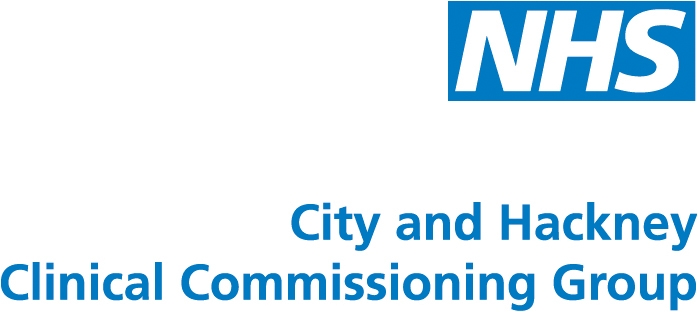 NHS
City and Hackney
Clinical Commissioning Group